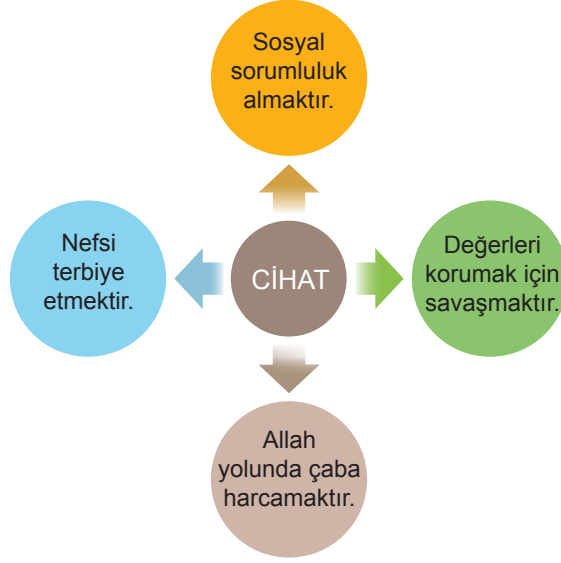 Sosyal
sorumluluk
almaktır.
Nefsi
terbiye
etmektir.
CİHAT
Değerleri
korumak için
savaşmaktır.
Allah
yolunda çaba
harcamaktır.